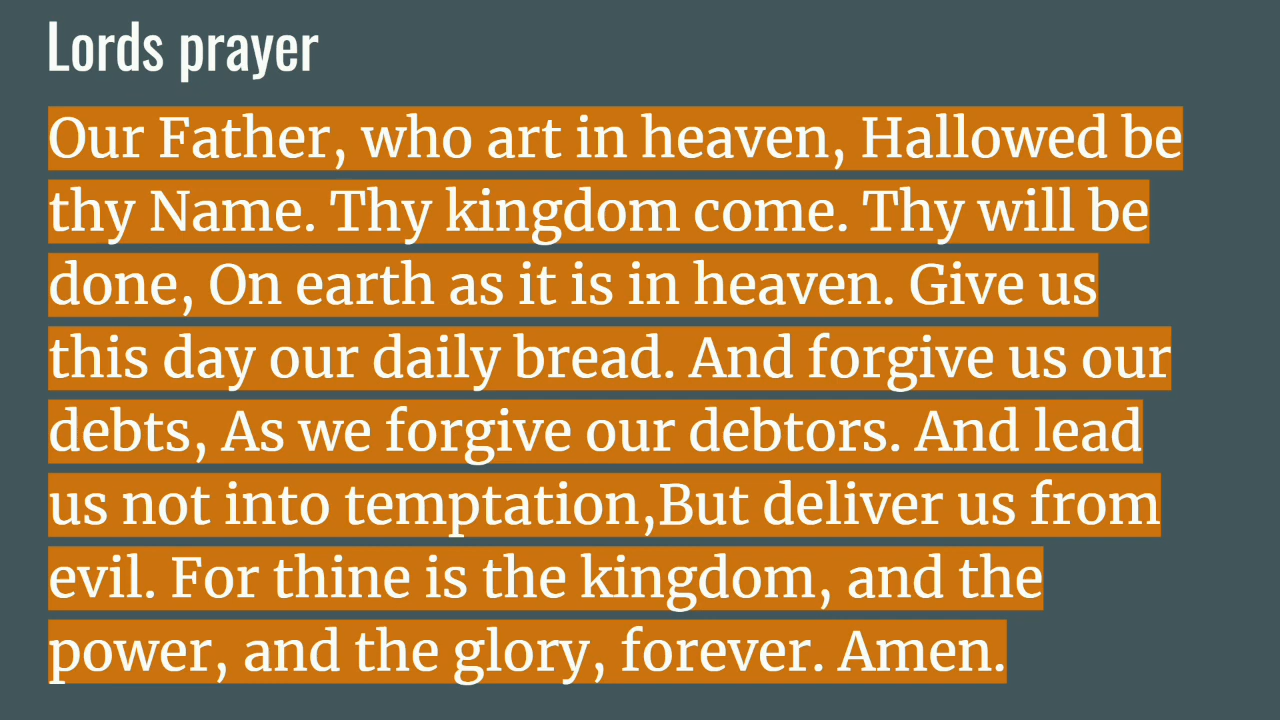 Lords prayer
Our Father, who art in heaven, Hallowed be
thy Name. Thy kingdom come. Thy will be
done, On earth as it is in heaven. Give us
this day our daily bread. And forgive us our
debts, As we forgive our debtors. And lead
us not into temptation,But deliver us from
evil. For thine is the kingdom, and the
power, and the glory, forever. Amen.